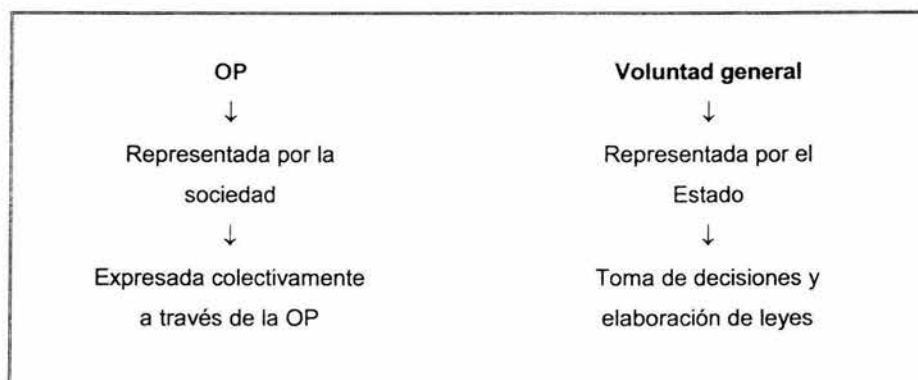 OP
↓
Representada por la
sociedad
↓
Expresada colectivamente
a través de la OP
Voluntad general
↓
Representada por el
Estado
↓
Toma de decisiones y
elaboración de leyes